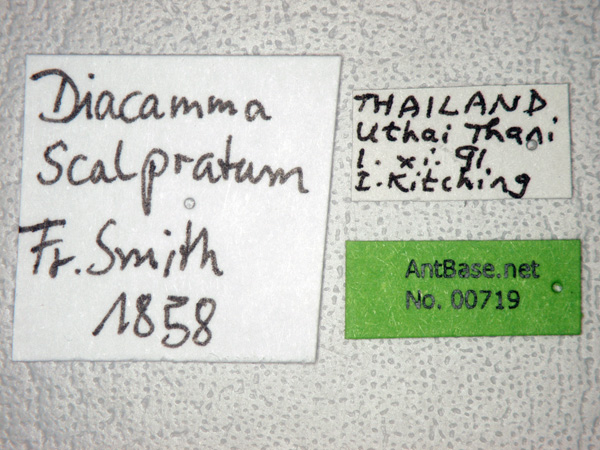 Diacamma
Scalpratum
Fr. Smith
1858
THAILAND
Uthai Thani
1. xi. 91
I. Kitching
AntBase.net
No. 00719